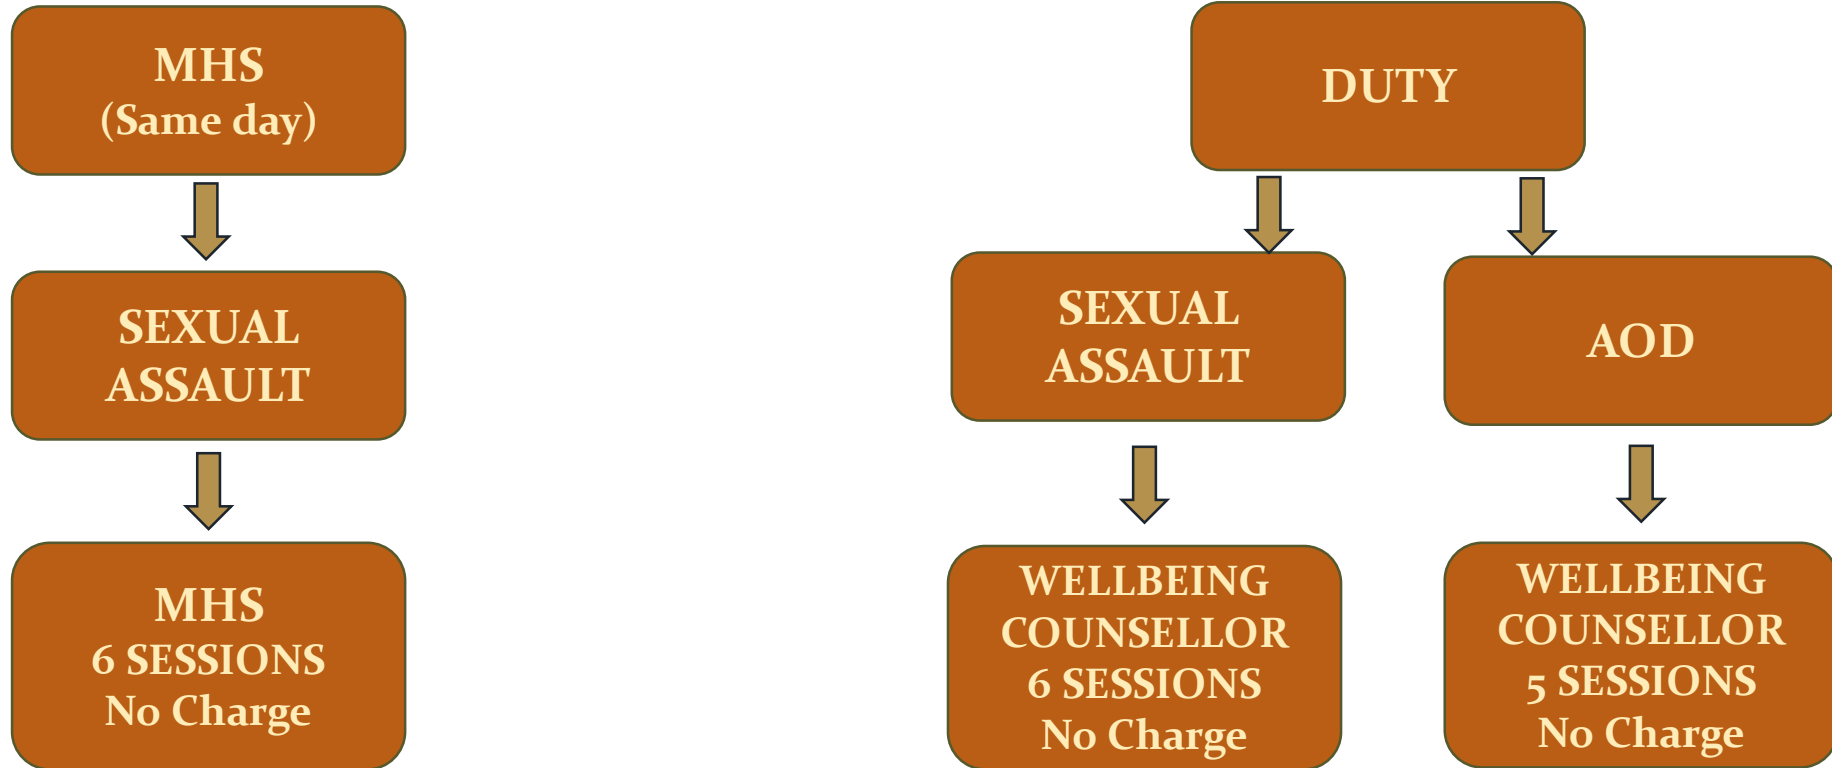 MHS
(Same day)
SEXUAL
ASSAULT
MHS
6 SESSIONS
No Charge
DUTY
SEXUAL
ASSAULT
WELLBEING
COUNSELLOR
6 SESSIONS
No Charge
AOD
WELLBEING
COUNSELLOR
5 SESSIONS
No Charge